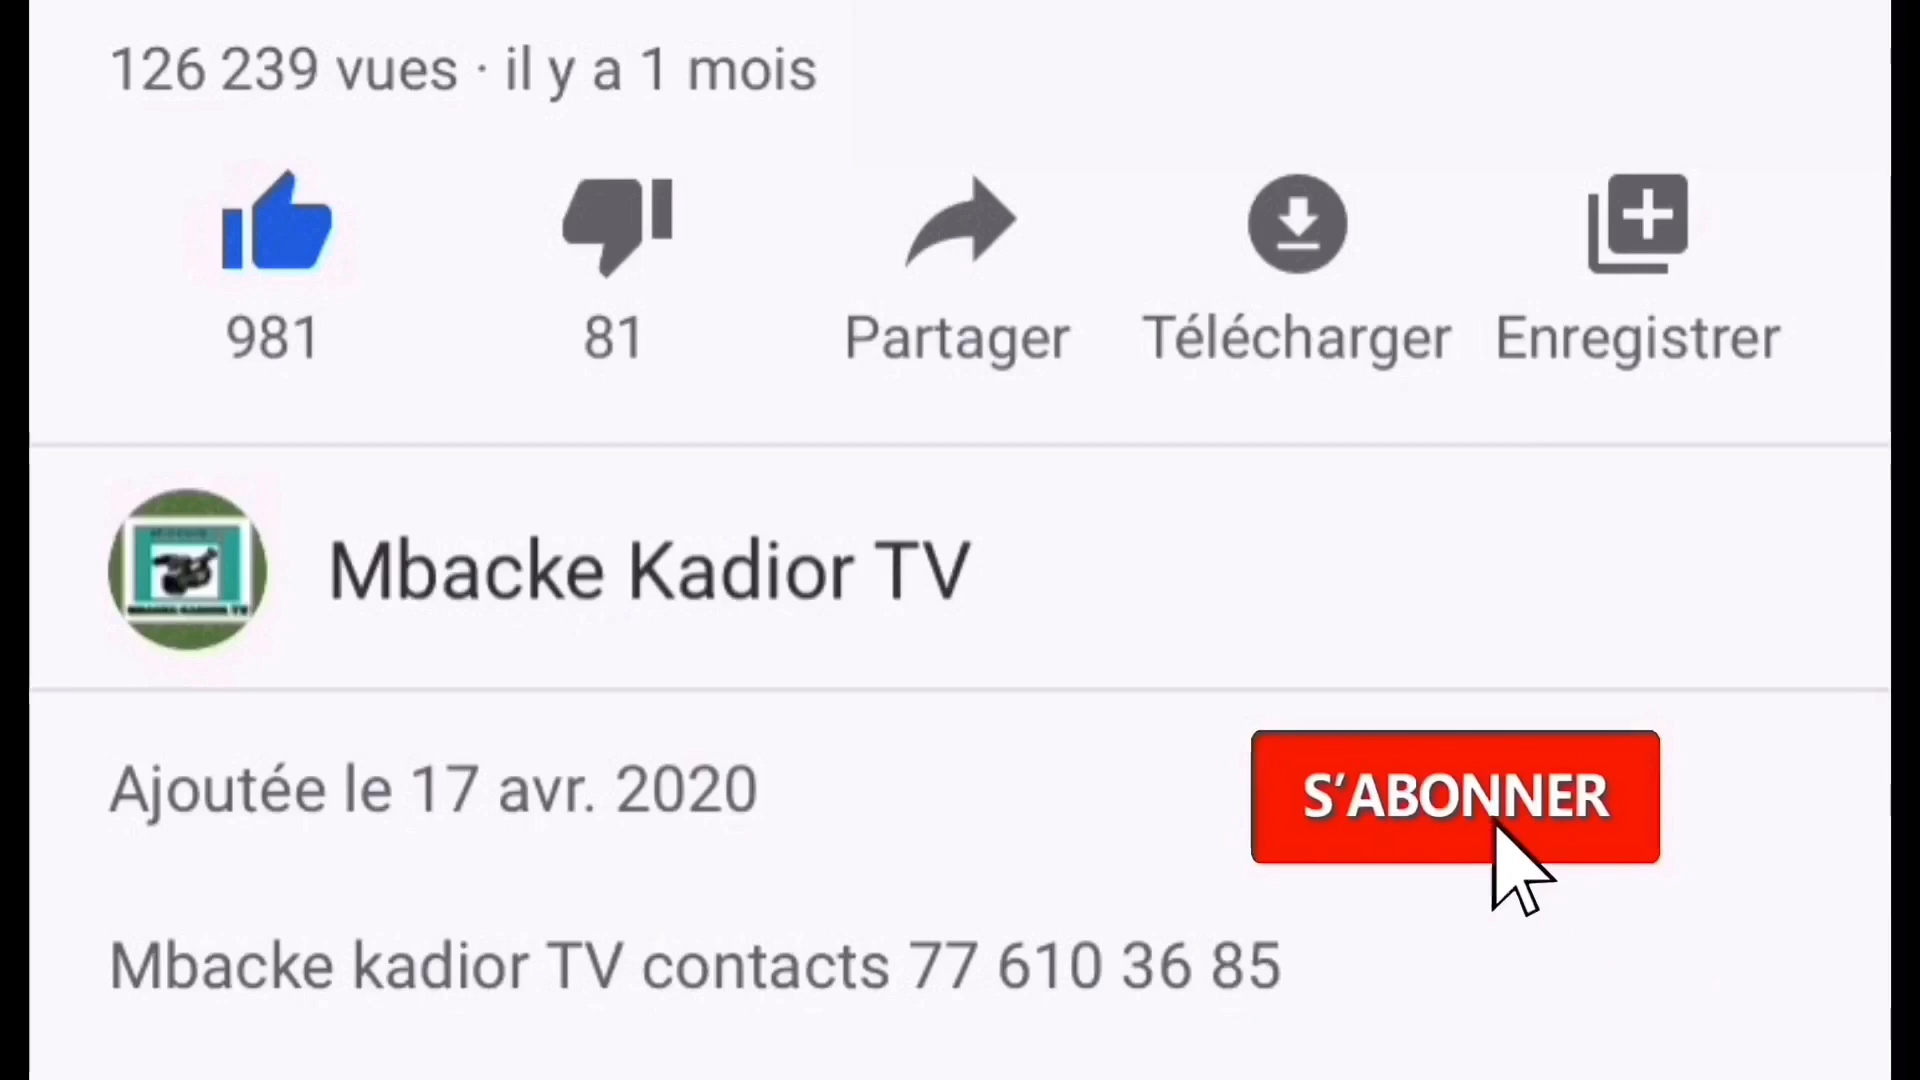 126 239 vues · il y a 1 mois
981
81
Partager
Télécharger
Enregistrer
Mbacke Kadior TV
Ajoutée le 17 avr. 2020
S'ABONNER
Mbacke kadior TV contacts 77 610 36 85